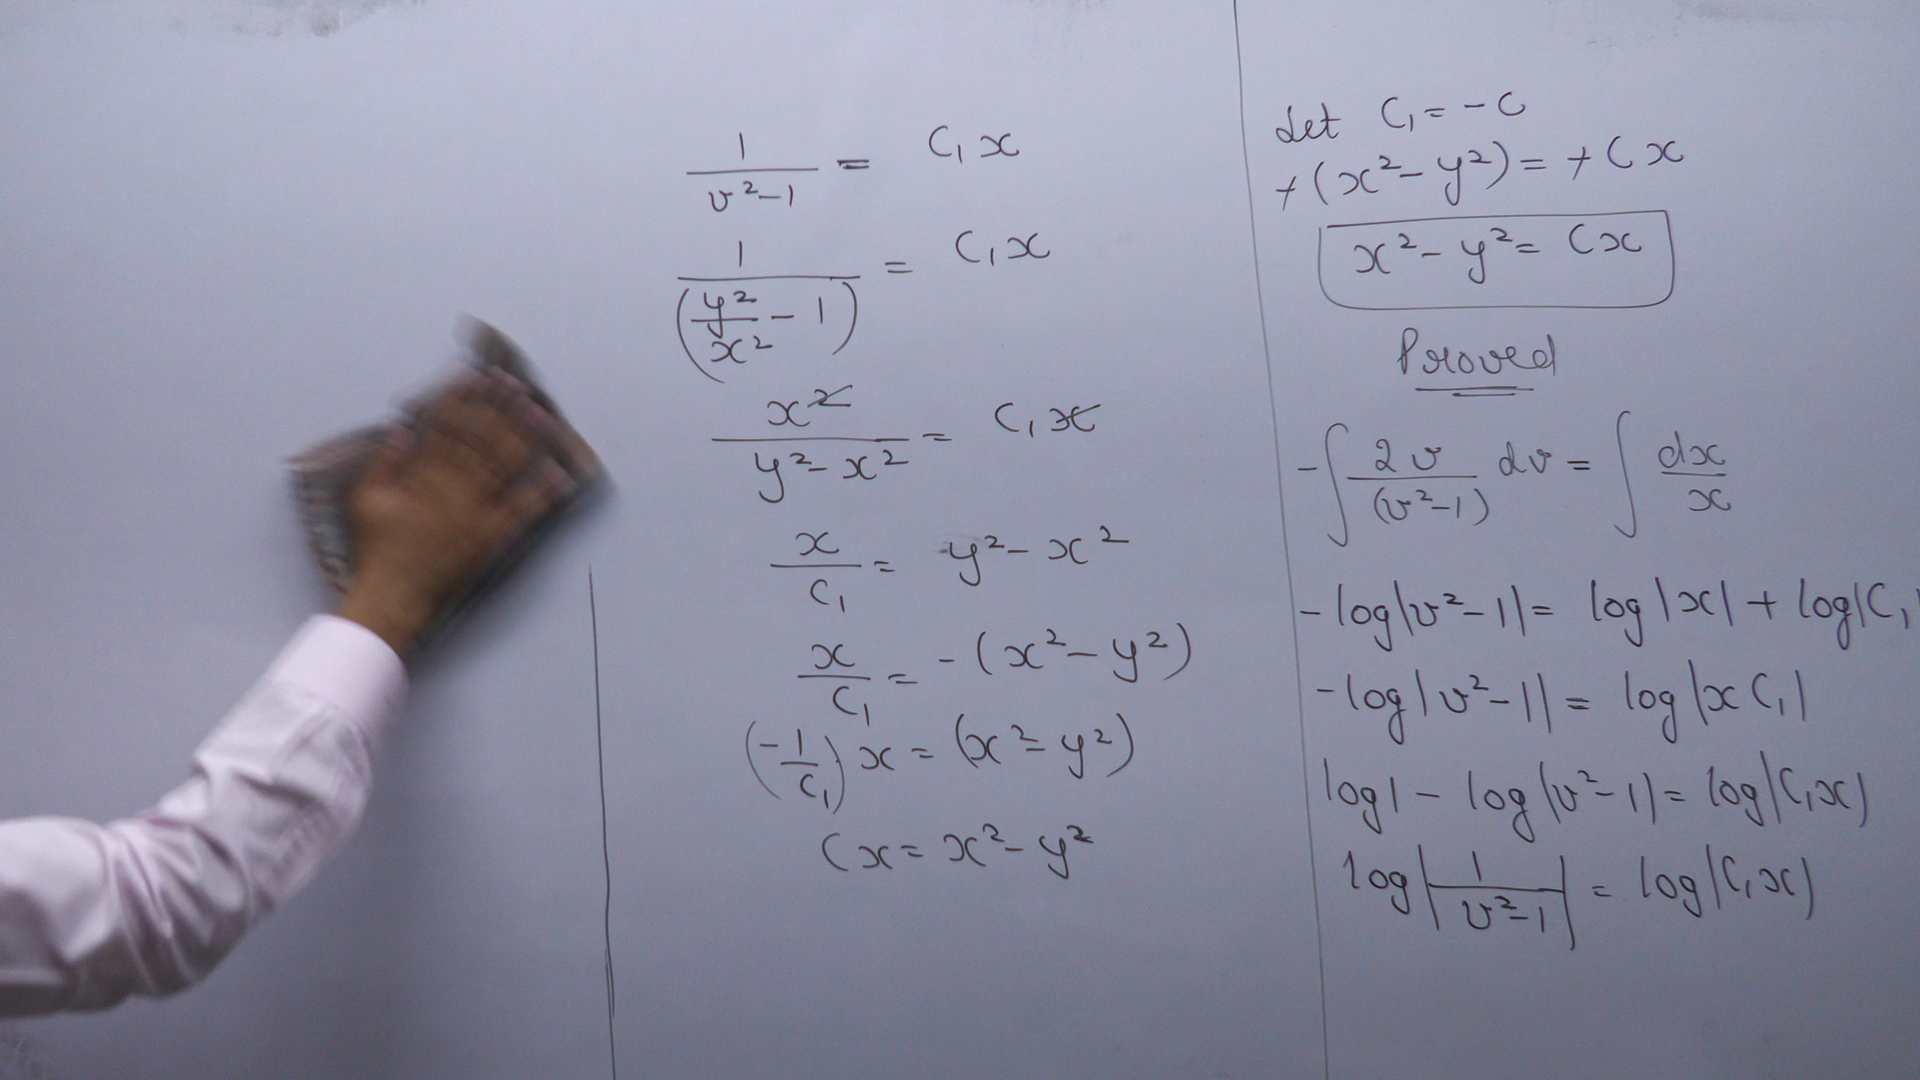 1/(v²-1) = C₁x
1/(y²/x² - 1) = C₁x
x²/(y²-x²) = C₁x
x/C₁ = y²-x²
x/C₁ = -(x²-y²)
(-1/C₁)x = (x²-y²)
Cx = x²-y²
Let C₁ = -C
+(x²-y²) = +Cx
x²-y² = Cx
Proved
-∫ 2v/(v²-1) dv = ∫ dx/x
-log|v²-1| = log|x| + log|C₁
-log|v²-1| = log|xC₁|
log1 - log|v²-1| = log|C₁x|
log|1/(v²-1)| = log|C₁x|